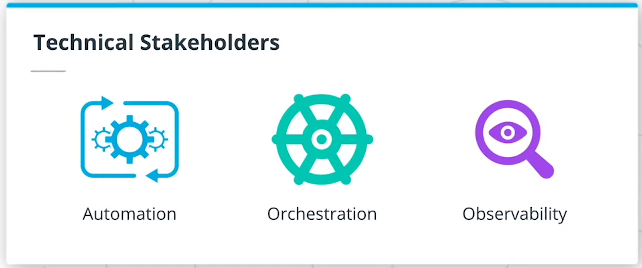 Technical Stakeholders
Automation
Orchestration
Observability